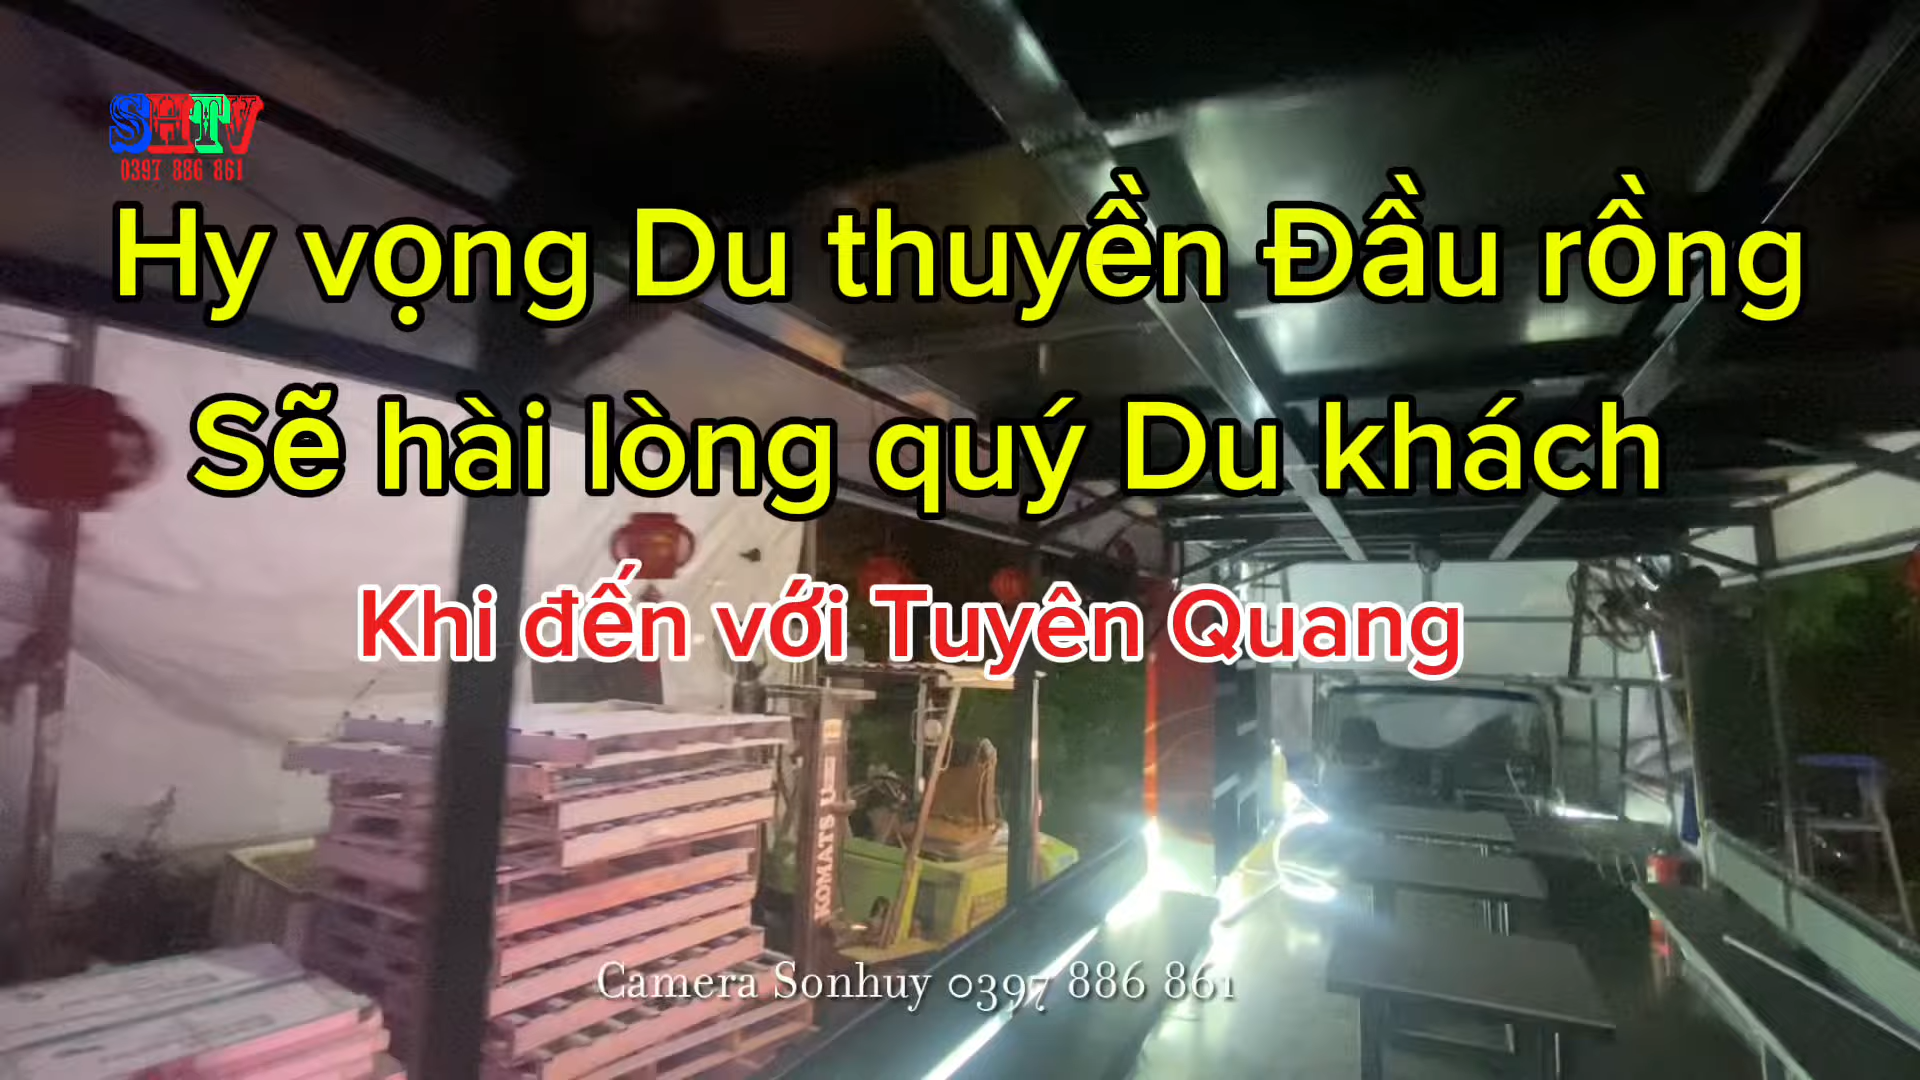 SHTV
0397 886 861
Hy vọng Du thuyền Đầu rồng
Sẽ hài lòng quý Du khách
Khi đến với Tuyên Quang
KOMATSU
Camera Sonhuy 0397 886 861